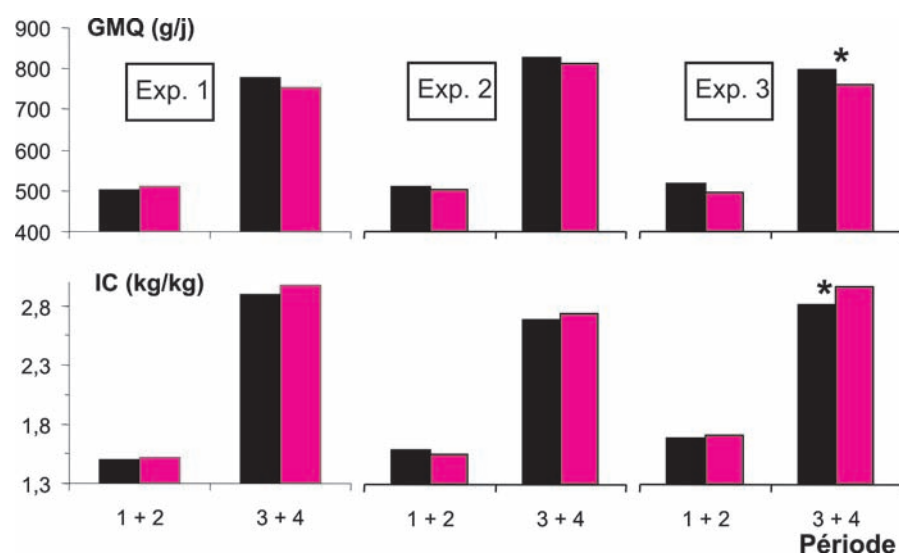 GMQ (g/j)
900
800
700
600
500
400
Exp. 1
Exp. 2
Exp. 3
*
IC (kg/kg)
2,8
2,3
1,8
1,3
*
1 + 2
3 + 4
1 + 2
3 + 4
1 + 2
3 + 4
Période